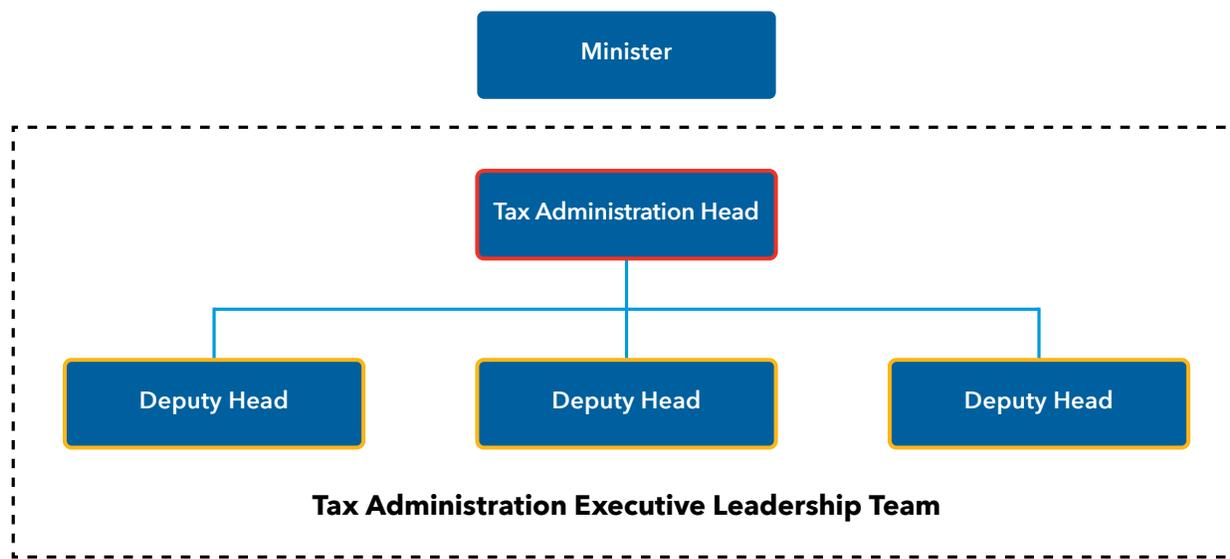 Minister
Tax Administration Head
Deputy Head
Deputy Head
Deputy Head
Tax Administration Executive Leadership Team